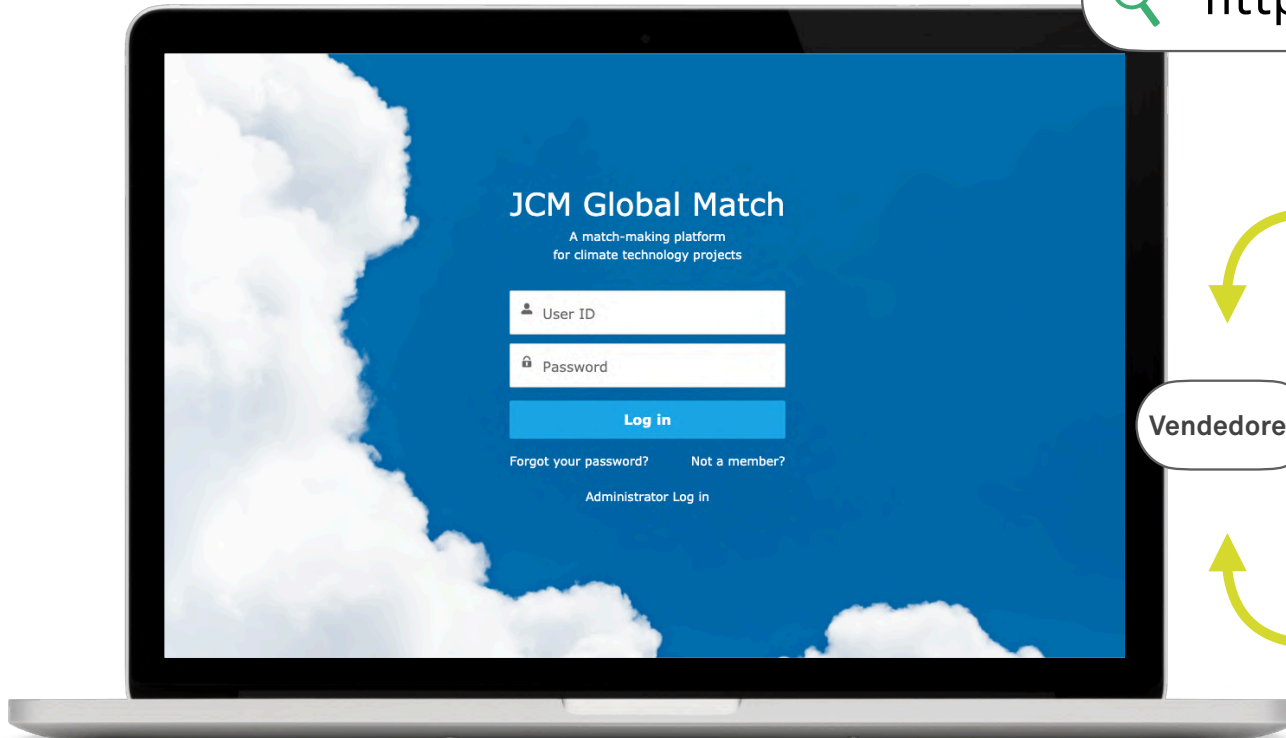 http
JCM Global Match
A match-making platform
for climate technology projects
User ID
Password
Log in
Forgot your password? Not a member?
Administrator Log in
Vendedore